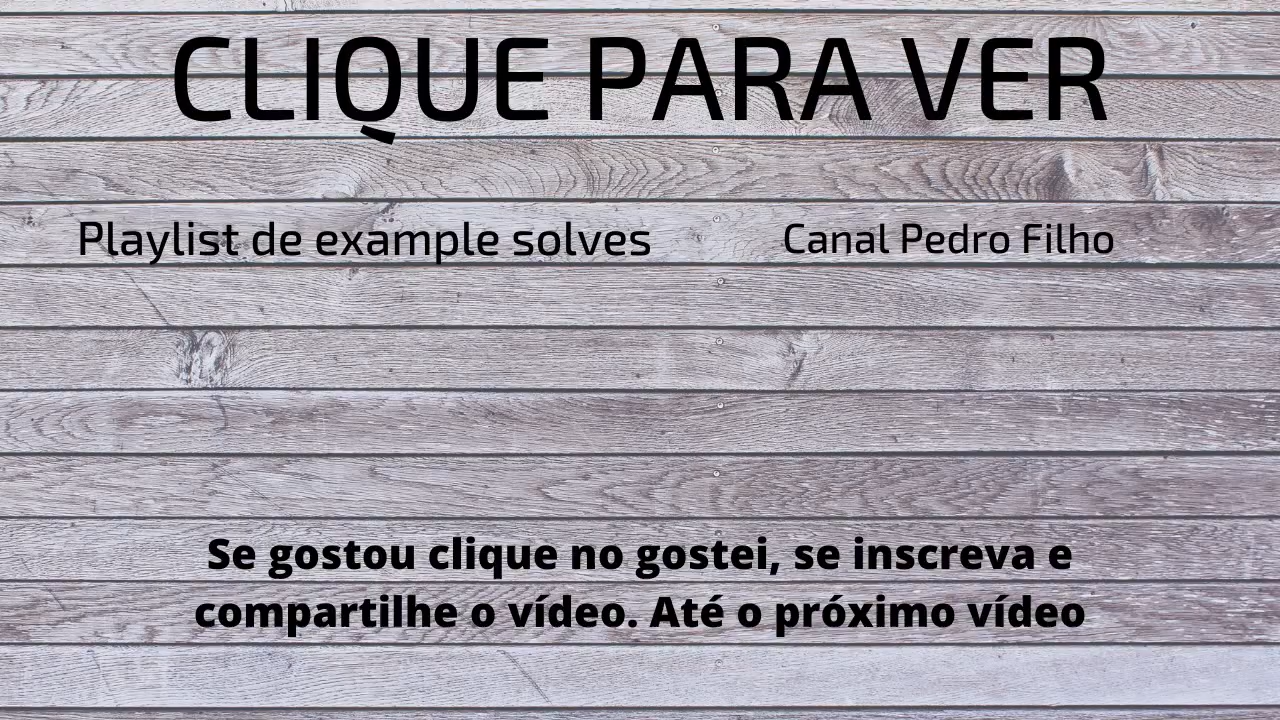 CLIQUE PARA VER
Playlist de example solves
Canal Pedro Filho
Se gostou clique no gostei, se inscreva e
compartilhe o vídeo. Até o próximo vídeo